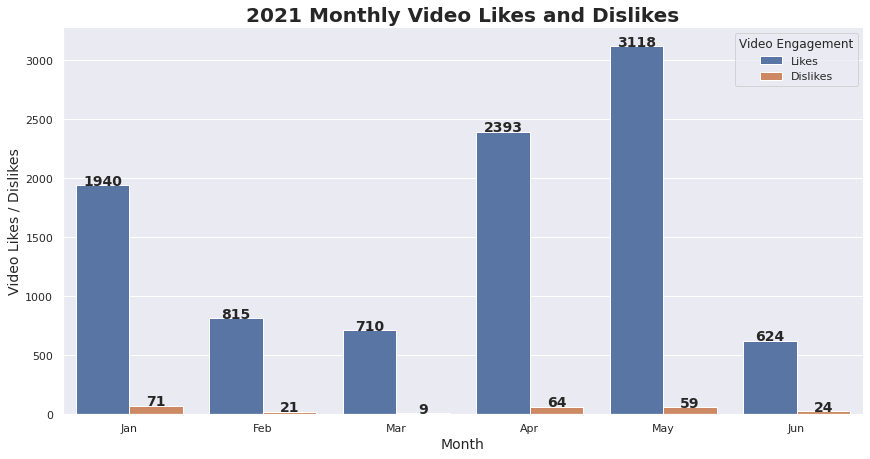 2021 Monthly Video Likes and Dislikes
Video Engagement
Likes
Dislikes
Video Likes / Dislikes
3000
2500
2000
1500
1000
500
0
1940
71
815
21
710
9
2393
64
3118
59
624
24
Jan
Feb
Mar
Apr
May
Jun
Month